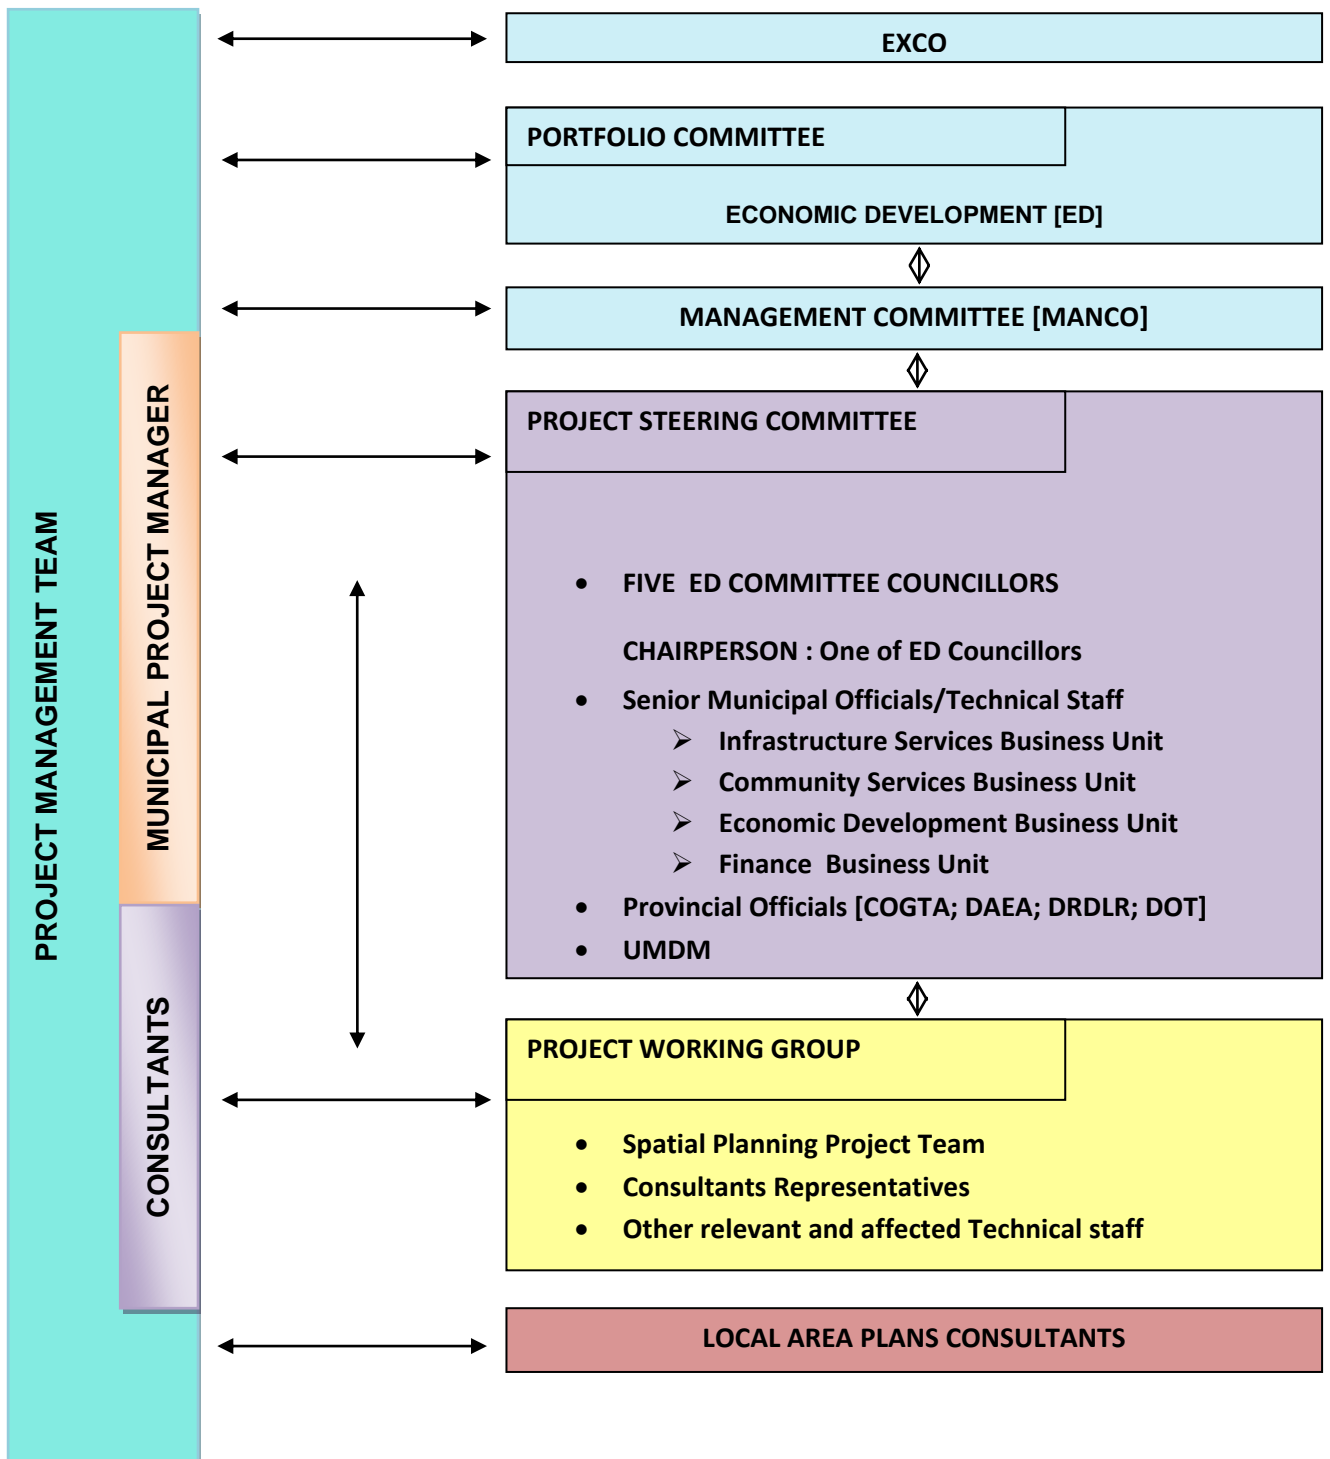 PROJECT MANAGEMENT TEAM
MUNICIPAL PROJECT MANAGER
CONSULTANTS
EXCO
PORTFOLIO COMMITTEE
ECONOMIC DEVELOPMENT [ED]
MANAGEMENT COMMITTEE [MANCO]
PROJECT STEERING COMMITTEE
• FIVE  ED COMMITTEE COUNCILLORS
CHAIRPERSON : One of ED Councillors
• Senior Municipal Officials/Technical Staff
➢ Infrastructure Services Business Unit
➢ Community Services Business Unit
➢ Economic Development Business Unit
➢ Finance  Business Unit
• Provincial Officials [COGTA; DAEA; DRDLR; DOT]
• UMDM
PROJECT WORKING GROUP
• Spatial Planning Project Team
• Consultants Representatives
• Other relevant and affected Technical staff
LOCAL AREA PLANS CONSULTANTS